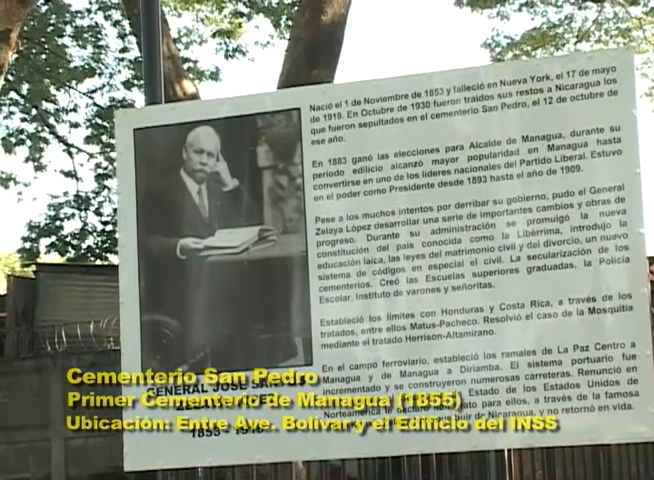 Nació el 1 de Noviembre de 1853 y falleció en Nueva York, el 17 de mayo
de 1919. En Octubre de 1930 fueron traídos sus restos a Nicaragua los
que fueron sepultados en el cementerio San Pedro, el 12 de octubre de
ese año.
En 1883 ganó las elecciones para Alcalde de Managua, durante su
periodo edilicio alcanzó mayor popularidad en Managua hasta
convertirse en uno de los lideres nacionales del Partido Liberal. Estuvo
en el poder como Presidente desde 1893 hasta el año de 1909.
Pese a los muchos intentos por derribar su gobierno, pudo el General
Zelaya López desarrollar una serie de importantes cambios y obras de
progreso. Durante su administración se promulgó la nueva
constitución del país conocida como la Libérrima, introdujo la
educación laica, las leyes del matrimonio civil y del divorcio, un nuevo
sistema de códigos en especial el civil. La secularización de los
cementerios. Creó las Escuelas superiores graduadas, la Policía
Escolar, Instituto de varones y señoritas.
Estableció los límites con Honduras y Costa Rica, a través de los
tratados, entre ellos Matus-Pacheco. Resolvió el caso de la Mosquitia
mediante el tratado Herrison-Altamirano.
En el campo ferroviario, estableció los ramales de La Paz Centro a
Managua y de Managua a Diriamba. El sistema portuario fue
incrementado y se construyeron numerosas carreteras. Renunció en
Estado de los Estados Unidos de
Norteamérica le para ellos, a través de la famosa
de Nicaragua, y no retornó en vida.
GENERAL JOSE
1853 - 1919
Cementerio San Pedro
Primer Cementerio de Managua (1855)
Ubicación: Entre Ave. Bolivar y el Edificio del INSS